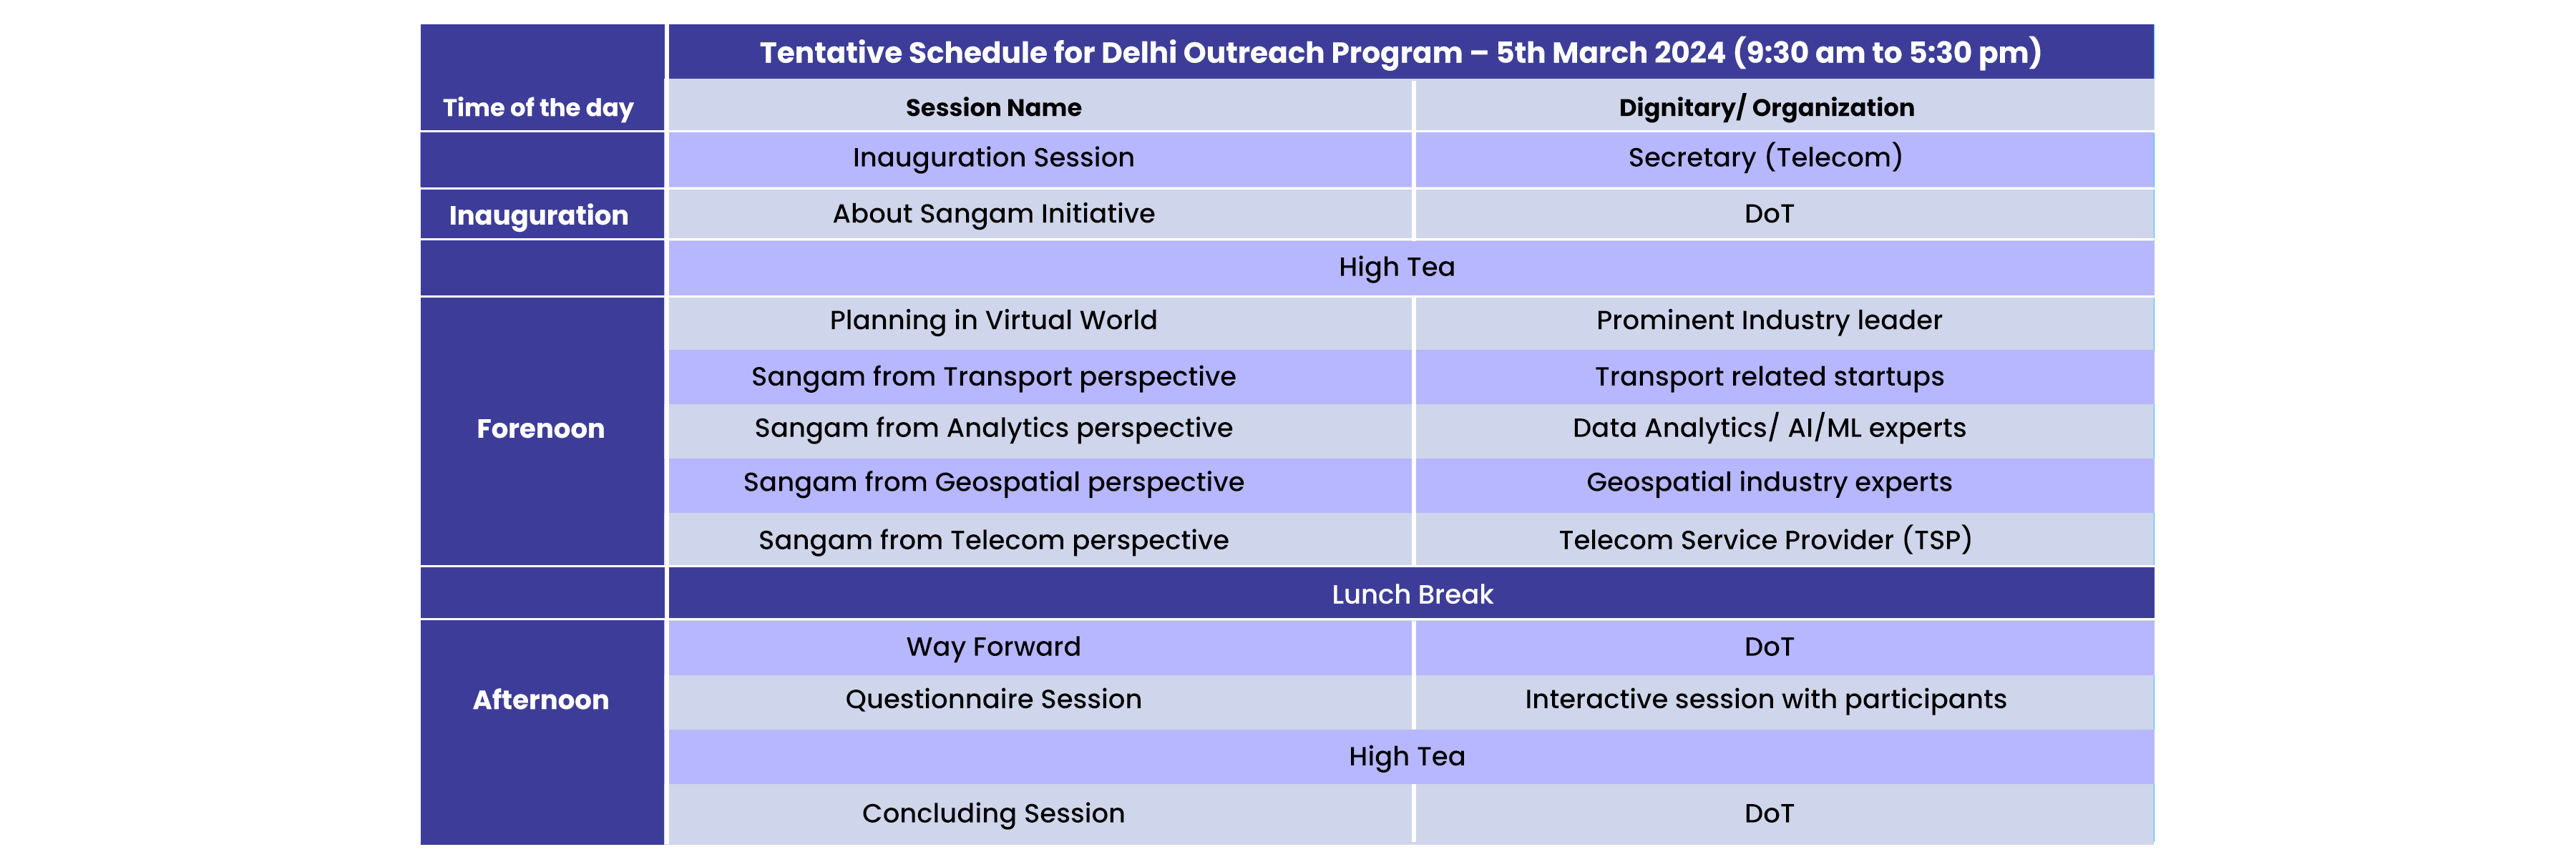 Tentative Schedule for Delhi Outreach Program – 5th March 2024 (9:30 am to 5:30 pm)
Time of the day Session Name Dignitary/ Organization
Inauguration Session Secretary (Telecom)
Inauguration About Sangam Initiative DoT
High Tea
Planning in Virtual World Prominent Industry leader
Sangam from Transport perspective Transport related startups
Forenoon Sangam from Analytics perspective Data Analytics/ AI/ML experts
Sangam from Geospatial perspective Geospatial industry experts
Sangam from Telecom perspective Telecom Service Provider (TSP)
Lunch Break
Way Forward DoT
Afternoon Questionnaire Session Interactive session with participants
High Tea
Concluding Session DoT